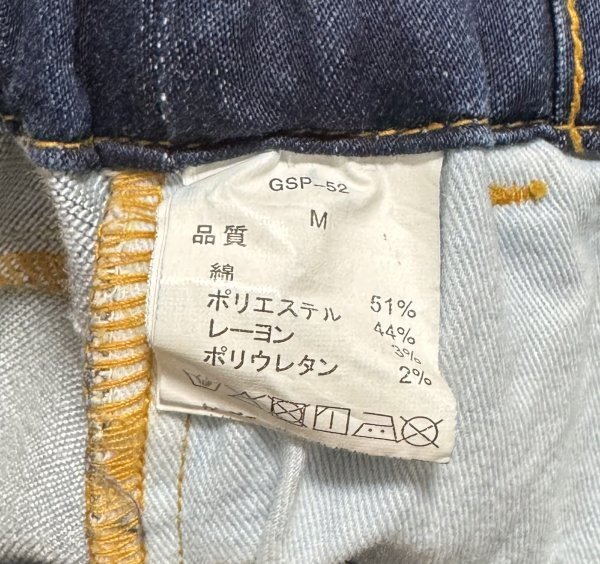 GSP-52
M
品質
綿 51%
ポリエステル 44%
レーヨン 3%
ポリウレタン 2%